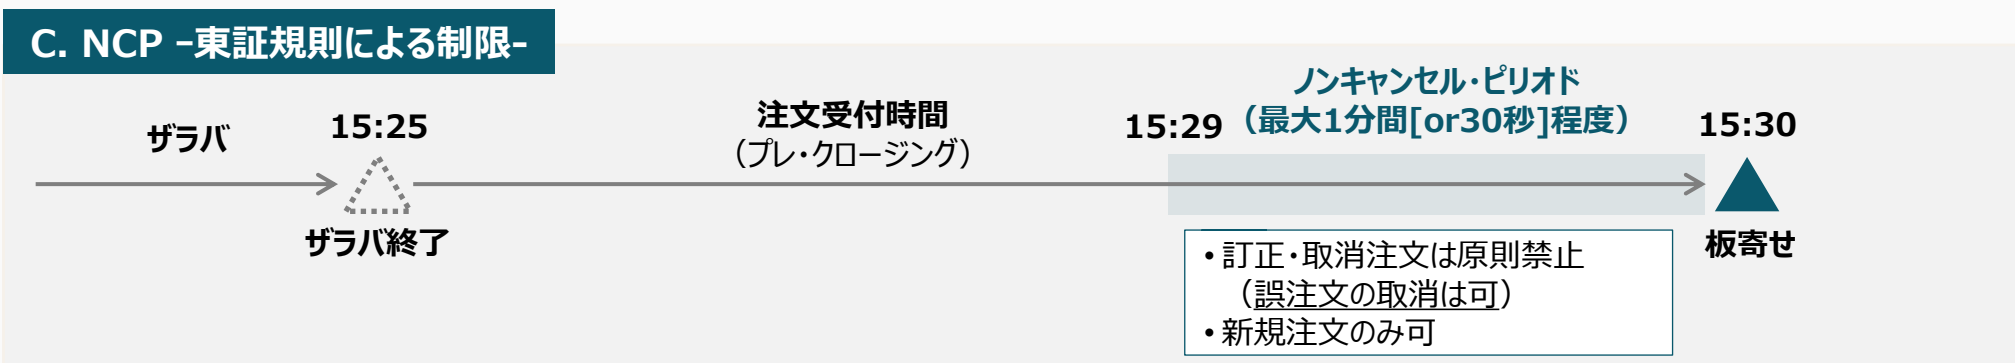 C. NCP –東証規則による制限-
ノンキャンセル・ピリオド
（最大1分間[or30秒]程度）
ザラバ
15:25
注文受付時間
（プレ・クロージング）
15:29
15:30
ザラバ終了
板寄せ
・訂正・取消注文は原則禁止
（誤注文の取消は可）
・新規注文のみ可